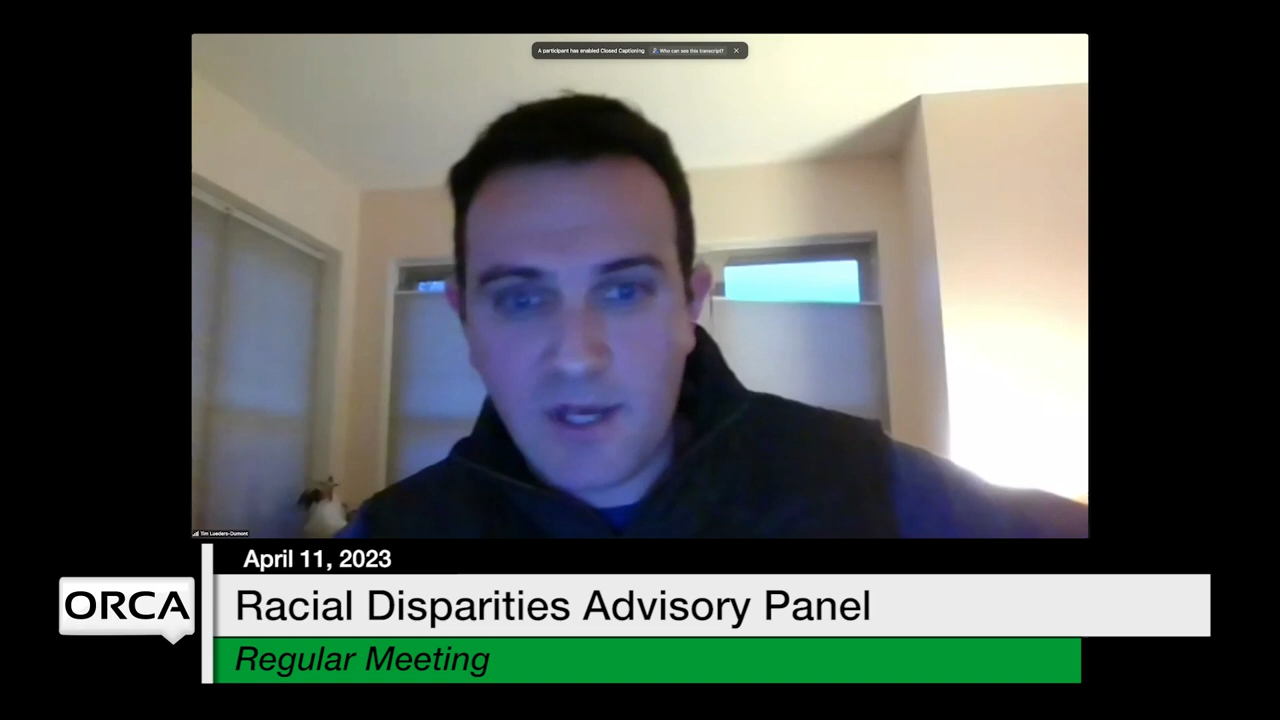 A participant has enabled Closed Captioning Who can see this transcript?
Tim Lueders-Dumont
April 11, 2023
ORCA
Racial Disparities Advisory Panel
Regular Meeting